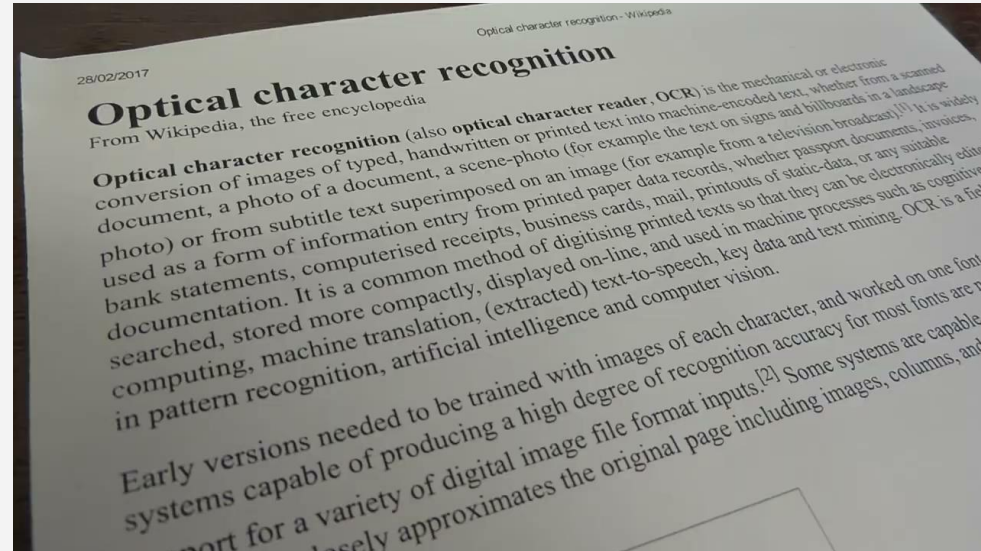 28/02/2017
Optical character recognition - Wikipedia
Optical character recognition
From Wikipedia, the free encyclopedia
Optical character recognition (also optical character reader, OCR) is the mechanical or electronic
conversion of images of typed, handwritten or printed text into machine-encoded text, whether from a scanned
document, a photo of a document, a scene-photo (for example the text on signs and billboards in a landscape
photo) or from subtitle text superimposed on an image (for example from a television broadcast).[1] It is widely
used as a form of information entry from printed paper data records, whether passport documents, invoices,
bank statements, computerised receipts, business cards, mail, printouts of static-data, or any suitable
documentation. It is a common method of digitising printed texts so that they can be electronically
searched, stored more compactly, displayed on-line, and used in machine processes such as cognitive
computing, machine translation, (extracted) text-to-speech, key data and text mining. OCR is a
in pattern recognition, artificial intelligence and computer vision.
Early versions needed to be trained with images of each character, and worked on one font
systems capable of producing a high degree of recognition accuracy for most fonts are
for a variety of digital image file format inputs.[2] Some systems are capable
approximates the original page including images, columns, and